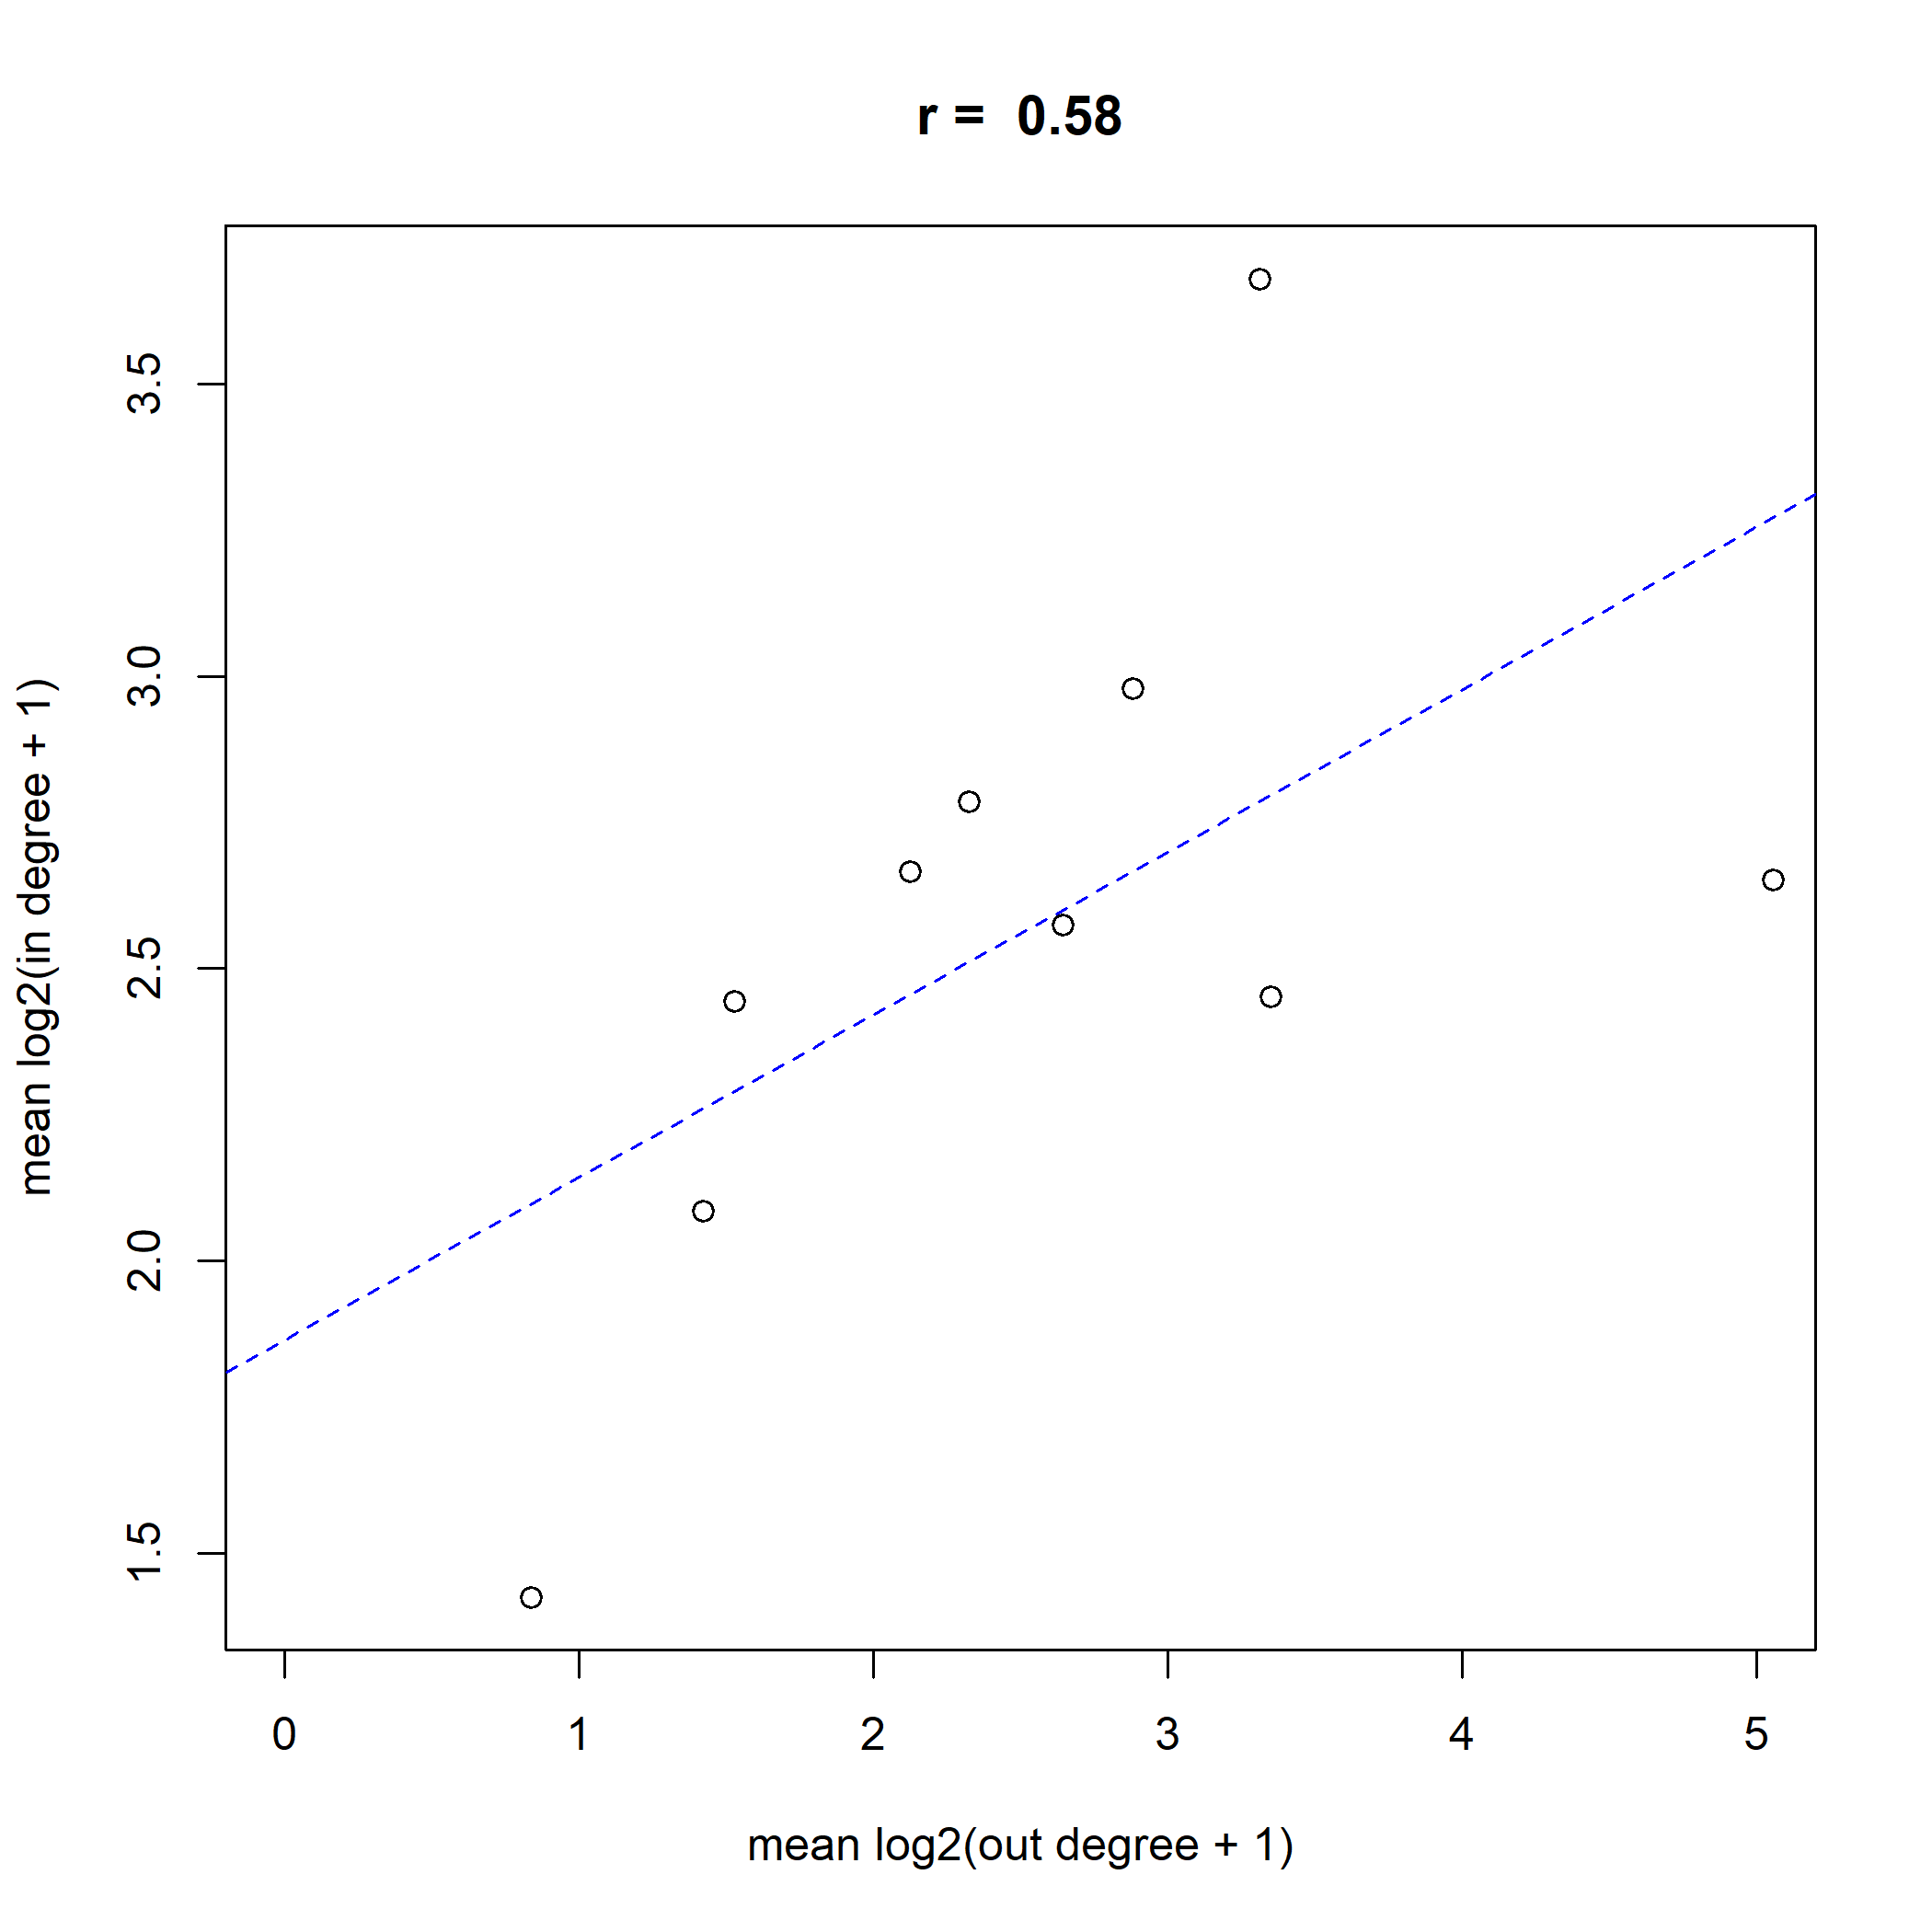 r = 0.58
mean log2(in degree + 1)
3.5
3.0
2.5
2.0
1.5
0 1 2 3 4 5
mean log2(out degree + 1)